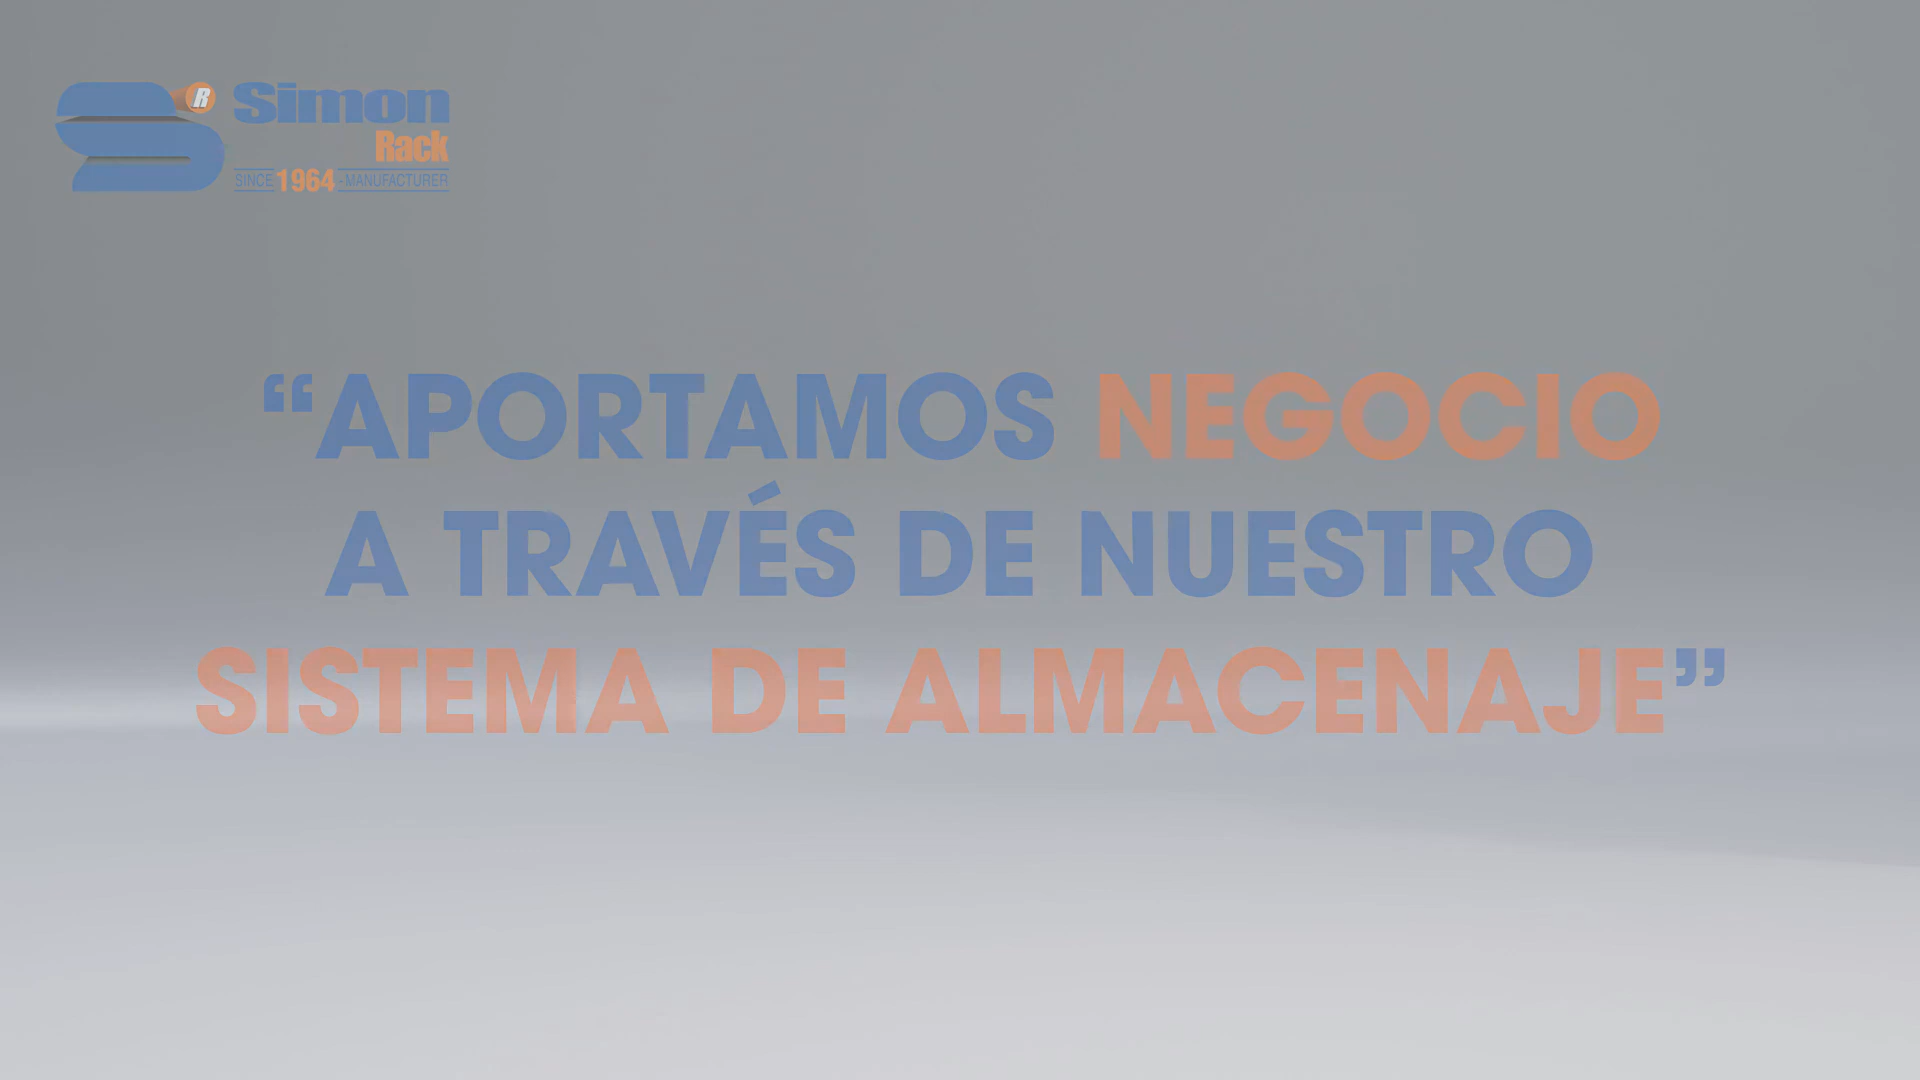 R
Simon
Rack
SINCE 1964 - MANUFACTURER
“APORTAMOS NEGOCIO
A TRAVÉS DE NUESTRO
SISTEMA DE ALMACENAJE”